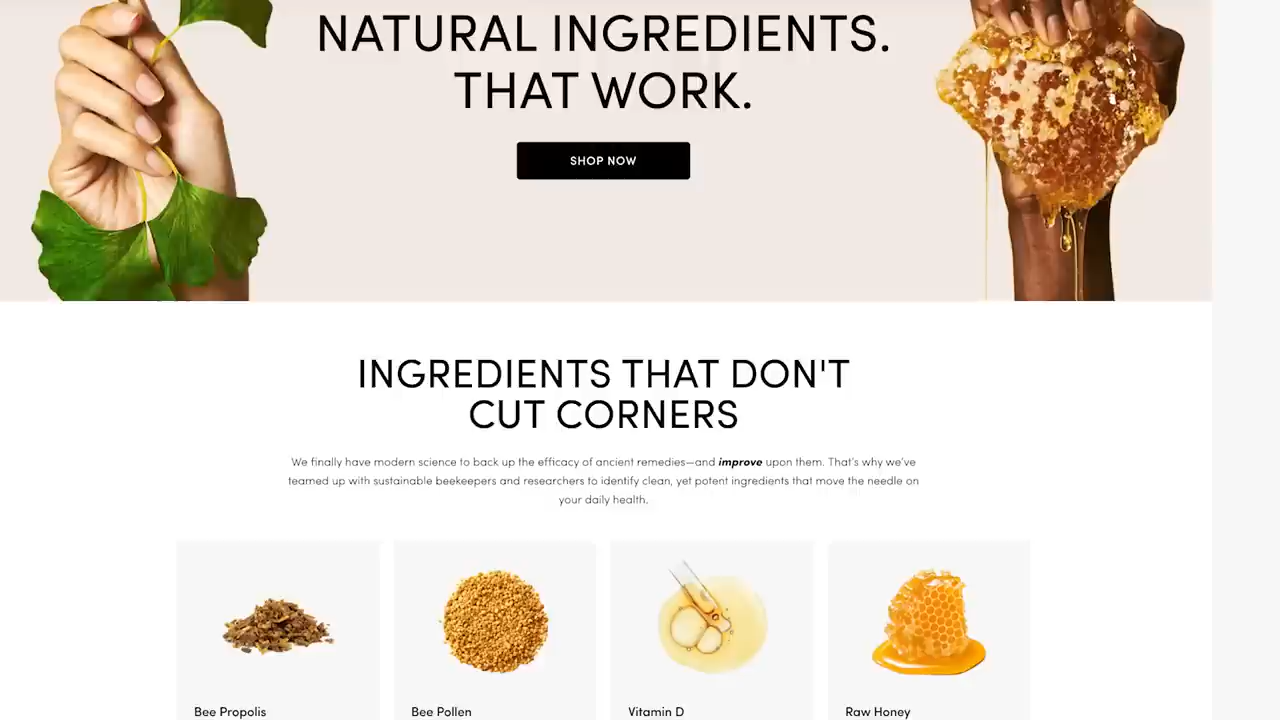 NATURAL INGREDIENTS.
THAT WORK.
SHOP NOW
INGREDIENTS THAT DON'T
CUT CORNERS
We finally have modern science to back up the efficacy of ancient remedies—and improve upon them. That's why we've
teamed up with sustainable beekeepers and researchers to identify clean, yet potent ingredients that move the needle on
your daily health.
Bee Propolis
Bee Pollen
Vitamin D
Raw Honey